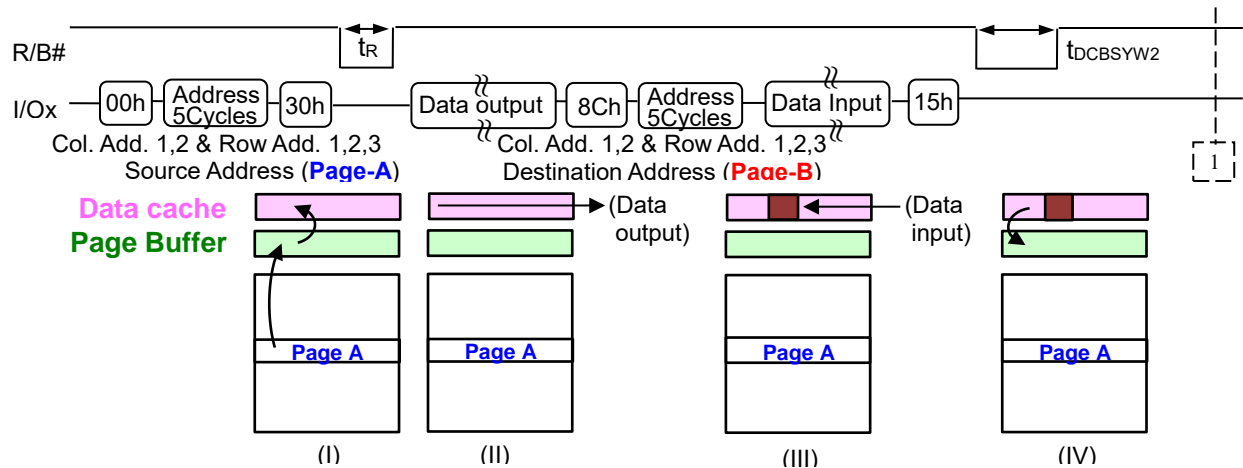 R/B#
tR
tDCBSYW2
I/Ox
00h
Address
5Cycles
30h
Data output
8Ch
Address
5Cycles
Data Input
15h
Col. Add. 1,2 & Row Add. 1,2,3
Source Address (Page-A)
Col. Add. 1,2 & Row Add. 1,2,3
Destination Address (Page-B)
1
Data cache
Page Buffer
(Data
output)
(Data
input)
Page A
Page A
Page A
Page A
(I)
(II)
(III)
(IV)